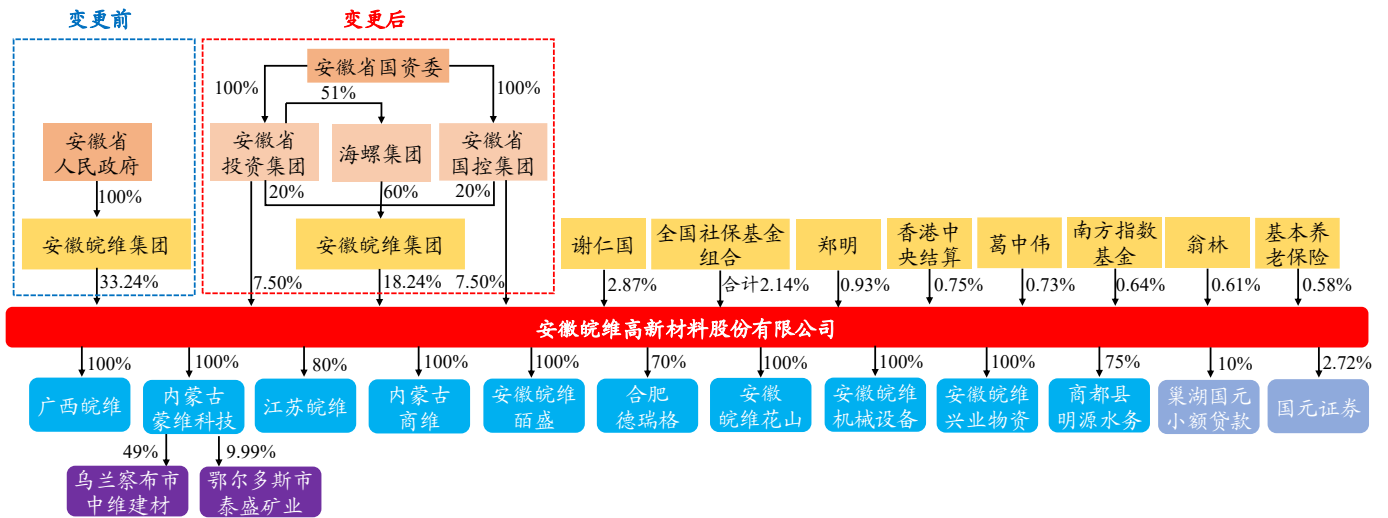 变更前
变更后
安徽省国资委
100%
51%
100%
安徽省
人民政府
安徽省
投资集团
海螺集团
安徽省
国控集团
100%
20%
60%
20%
安徽皖维集团
安徽皖维集团
谢仁国
全国社保基金
组合
郑明
香港中
央结算
葛中伟
南方指数
基金
翁林
基本养
老保险
33.24%
7.50%
18.24%
7.50%
2.87%
合计2.14%
0.93%
0.75%
0.73%
0.64%
0.61%
0.58%
安徽皖维高新材料股份有限公司
100%
100%
80%
100%
100%
70%
100%
100%
100%
75%
10%
2.72%
广西皖维
内蒙古
蒙维科技
江苏皖维
内蒙古
商维
安徽皖维
皕盛
合肥
德瑞格
安徽
皖维花山
安徽皖维
机械设备
安徽皖维
兴业物资
商都县
明源水务
巢湖国元
小额贷款
国元证券
49%
9.99%
乌兰察布市
中维建材
鄂尔多斯市
泰盛矿业